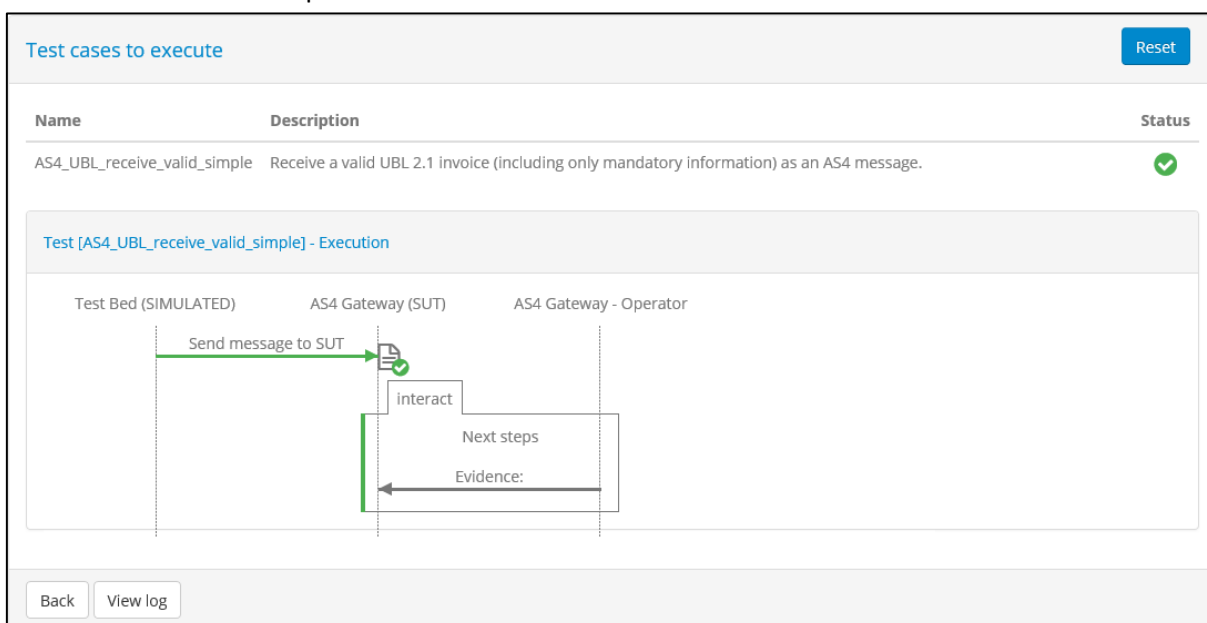 Test cases to execute
Reset
Name Description Status
AS4_UBL_receive_valid_simple Receive a valid UBL 2.1 invoice (including only mandatory information) as an AS4 message.
Test [AS4_UBL_receive_valid_simple] - Execution
Test Bed (SIMULATED) AS4 Gateway (SUT) AS4 Gateway - Operator
Send message to SUT
interact
Next steps
Evidence:
Back View log